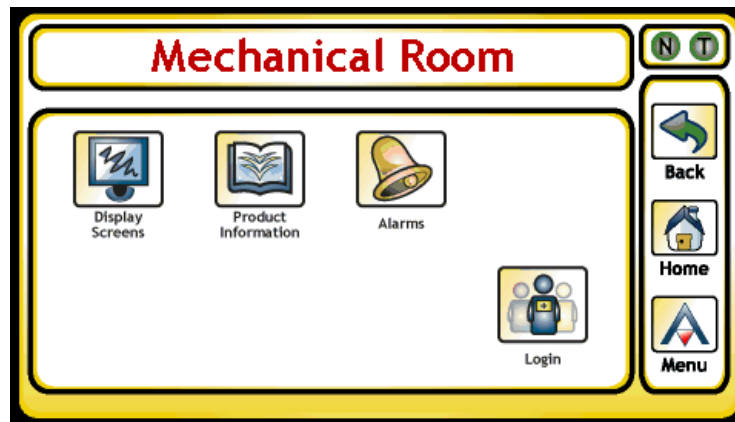 Mechanical Room
N T
Display
Screens
Product
Information
Alarms
Login
Back
Home
Menu